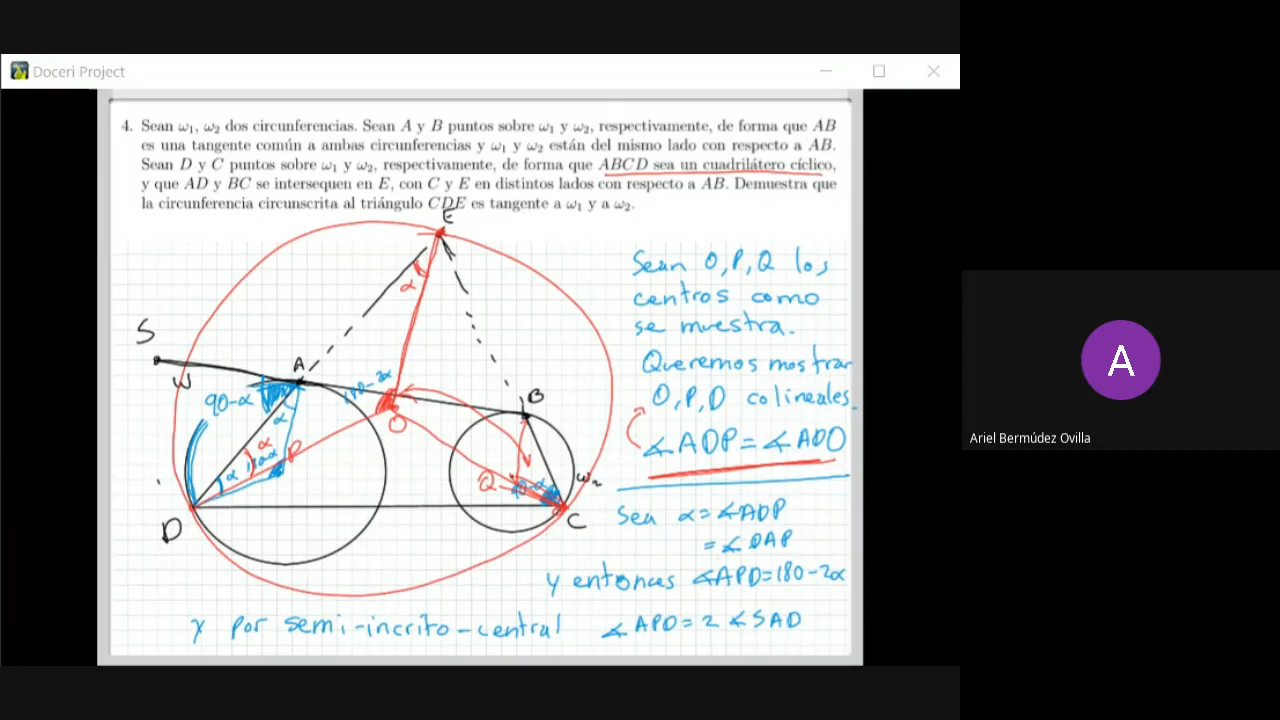 Doceri Project
4. Sean ω₁, ω₂ dos circunferencias. Sean A y B puntos sobre ω₁ y ω₂, respectivamente, de forma que AB
es una tangente común a ambas circunferencias y ω₁ y ω₂ están del mismo lado con respecto a AB.
Sean D y C puntos sobre ω₁ y ω₂, respectivamente, de forma que ABCD sea un cuadrilátero cíclico,
y que AD y BC se intersequen en E, con C y E en distintos lados con respecto a AB. Demuestra que
la circunferencia circunscrita al triángulo CDE es tangente a ω₁ y a ω₂.
E
α
Sean O, P, Q los
centros como
se muestra.
S
W
A
180-2α
Queremos mostrar
90-α
α
O
B
O, P, D colineales.
α
P
∡ADP=∡ADO
α
Q
ω₂
D
C
Sea α=∡ADP
=∡DAP
y entonces ∡APD=180-2α
y por semi-incrito-central ∡APD=2∡SAD
A
Ariel Bermúdez Ovilla